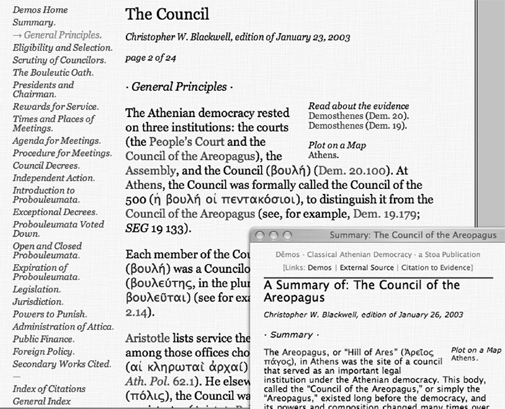 Demos Home
Summary.
→ General Principles.
Eligibility and Selection.
Scrutiny of Councilors.
The Bouleutic Oath.
Presidents and
Chairman.
Rewards for Service.
Times and Places of
Meetings.
Agenda for Meetings.
Procedure for Meetings.
Council Decrees.
Independent Action.
Introduction to
Probouleumata.
Exceptional Decrees.
Probouleumata Voted
Down.
Open and Closed
Probouleumata.
Expiration of
Probouleumata.
Legislation.
Jurisdiction.
Powers to Punish.
Administration of Attica.
Public Finance.
Foreign Policy.
Secondary Works Cited.
—
Index of Citations
General Index
The Council
Christopher W. Blackwell, edition of January 23, 2003
page 2 of 24
· General Principles ·
The Athenian democracy rested
on three institutions: the courts
(the People's Court and the
Council of the Areopagus), the
Assembly, and the Council (βουλή) (Dem. 20.100). At
Athens, the Council was formally called the Council of the
500 (ἡ βουλή οἱ πεντακόσιοι), to distinguish it from the
Council of the Areopagus (see, for example, Dem. 19.179;
SEG 19 133).
Read about the evidence
Demosthenes (Dem. 20).
Demosthenes (Dem. 19).
Plot on a Map
Athens.
Each member of the Cou
(βουλή) was a Councilo
(βουλεύτης, in the plur
βουλεῦται) (see for exa
2.14).
Aristotle lists service the
among those offices cho
(αἱ κληρωταὶ ἀρχαί)
Ath. Pol. 62.1). He elsew
(πόλις), the Council wa
Summary: The Council of the Areopagus
Dēmos · Classical Athenian Democracy · a Stoa Publication
[Links: Demos | External Source | Citation to Evidence]
A Summary of: The Council of the
Areopagus
Christopher W. Blackwell, edition of January 26, 2003
· Summary ·
Plot on a Map
Athens.
The Areopagus, or "Hill of Ares" (Ἄρειος
πάγος), in Athens was the site of a council
that served as an important legal
institution under the Athenian democracy. This body,
called the "Council of the Areopagus," or simply the
"Areopagus," existed long before the democracy, and
its powers and composition changed many times over